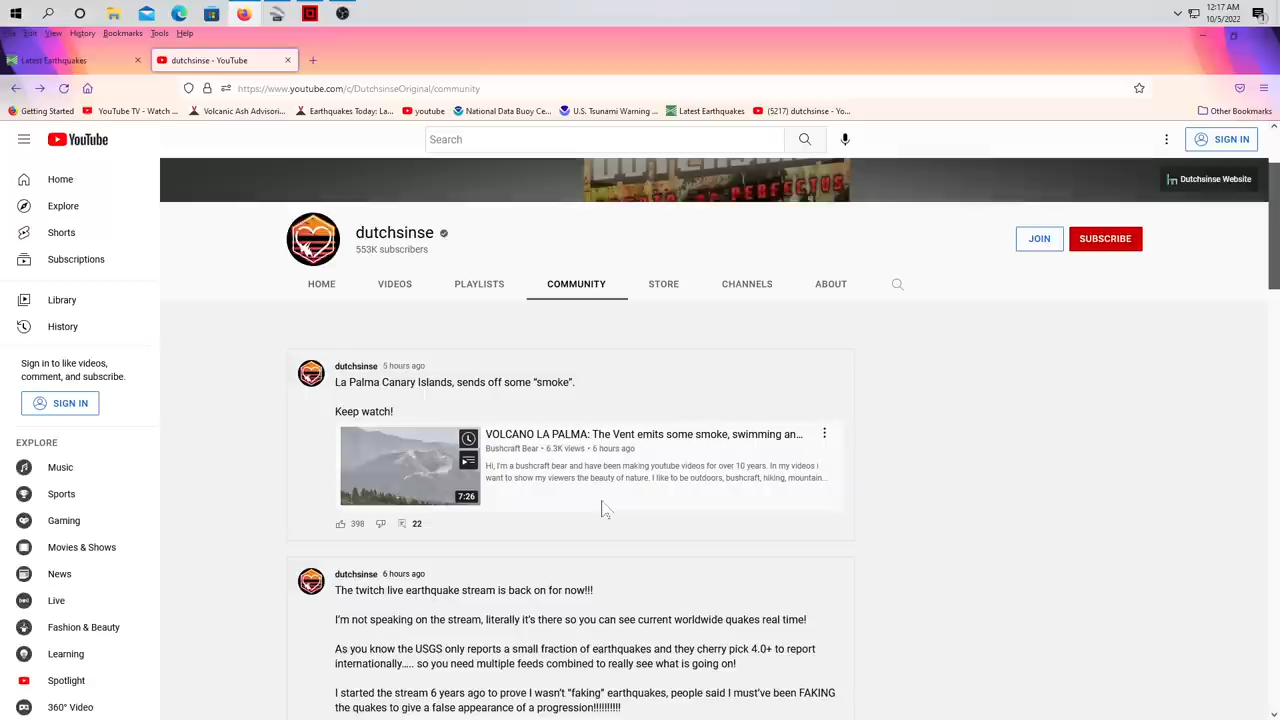 12:17 AM
10/5/2022
Edit View History Bookmarks Tools Help
Latest Earthquakes
dutchsinse - YouTube
https://www.youtube.com/c/DutchsinseOriginal/community
Getting Started
YouTube TV - Watch ...
Volcanic Ash Advisori...
Earthquakes Today: La...
youtube
National Data Buoy Ce...
U.S. Tsunami Warning ...
Latest Earthquakes
(5217) dutchsinse - Yo...
Other Bookmarks
YouTube
Search
SIGN IN
Home
Explore
Shorts
Subscriptions
Library
History
Sign in to like videos,
comment, and subscribe.
SIGN IN
EXPLORE
Music
Sports
Gaming
Movies & Shows
News
Live
Fashion & Beauty
Learning
Spotlight
360° Video
Dutchsinse Website
dutchsinse
553K subscribers
JOIN
SUBSCRIBE
HOME
VIDEOS
PLAYLISTS
COMMUNITY
STORE
CHANNELS
ABOUT
dutchsinse 5 hours ago
La Palma Canary Islands, sends off some “smoke”.
Keep watch!
7:26
VOLCANO LA PALMA: The Vent emits some smoke, swimming an...
Bushcraft Bear • 6.3K views • 6 hours ago
Hi, I'm a bushcraft bear and have been making youtube videos for over 10 years. In my videos i
want to show my viewers the beauty of nature. I like to be outdoors, bushcraft, hiking, mountain...
398
22
dutchsinse 6 hours ago
The twitch live earthquake stream is back on for now!!!
I’m not speaking on the stream, literally it’s there so you can see current worldwide quakes real time!
As you know the USGS only reports a small fraction of earthquakes and they cherry pick 4.0+ to report
internationally..... so you need multiple feeds combined to really see what is going on!
I started the stream 6 years ago to prove I wasn’t “faking” earthquakes, people said I must’ve been FAKING
the quakes to give a false appearance of a progression!!!!!!!!!!